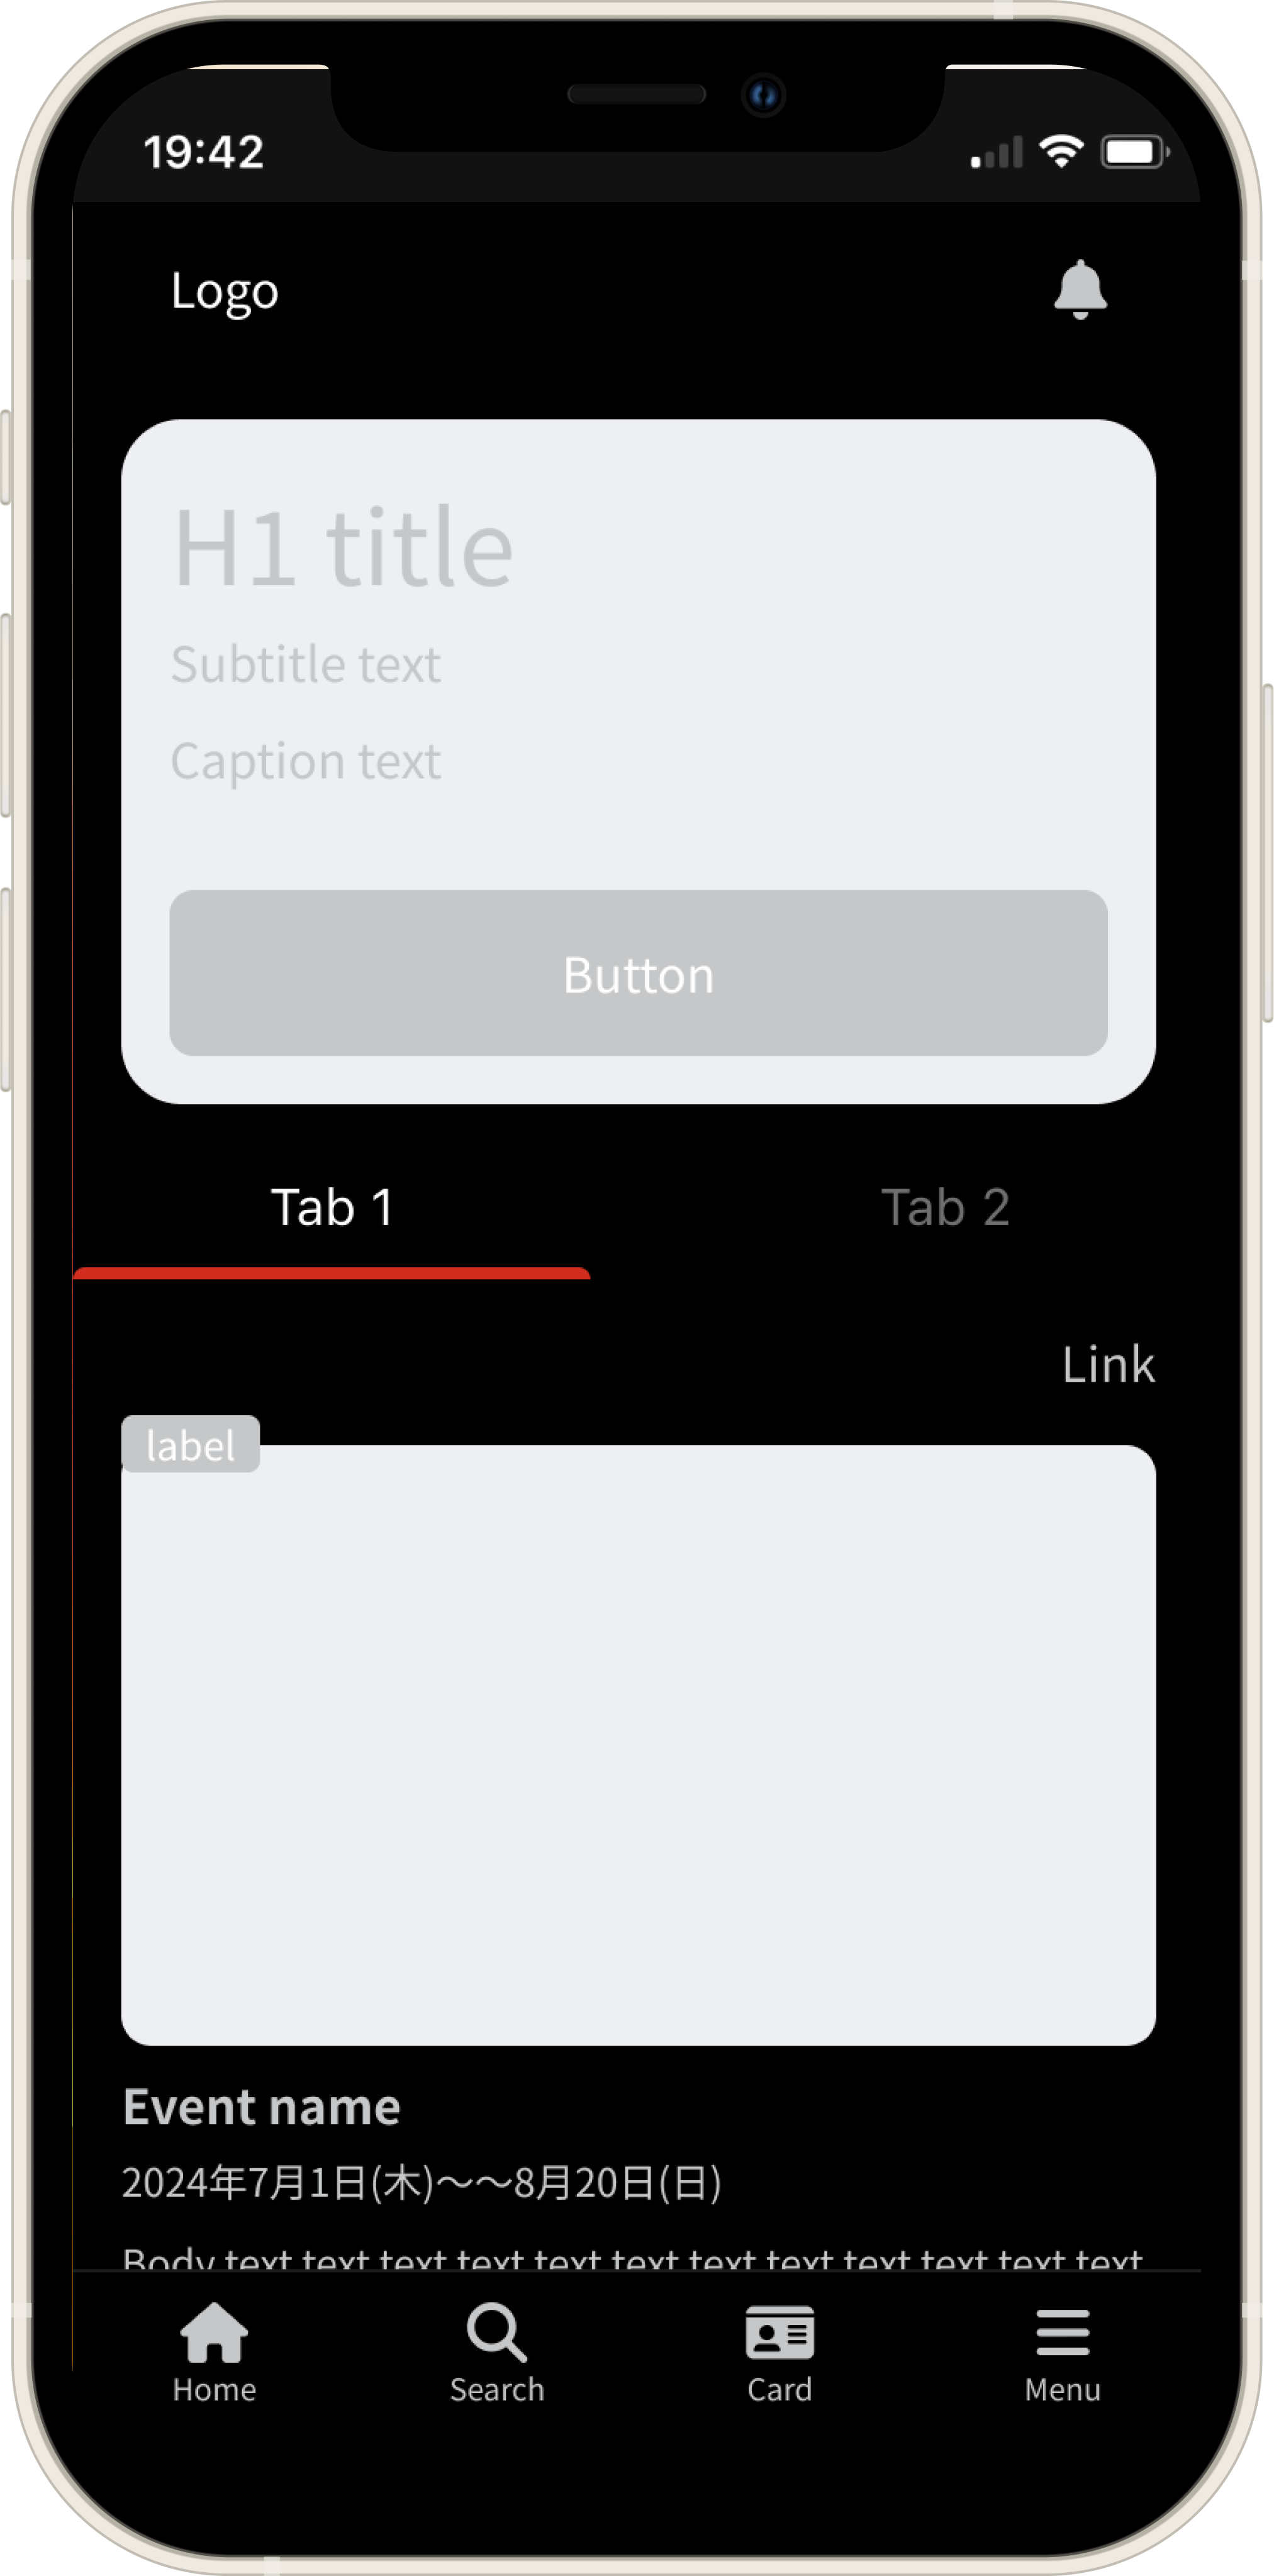 19:42
Logo
H1 title
Subtitle text
Caption text
Button
Tab 1
Tab 2
Link
label
Event name
2024年7月1日(木)〜〜8月20日(日)
Body text text text text text text text text text text text text
Home
Search
Card
Menu